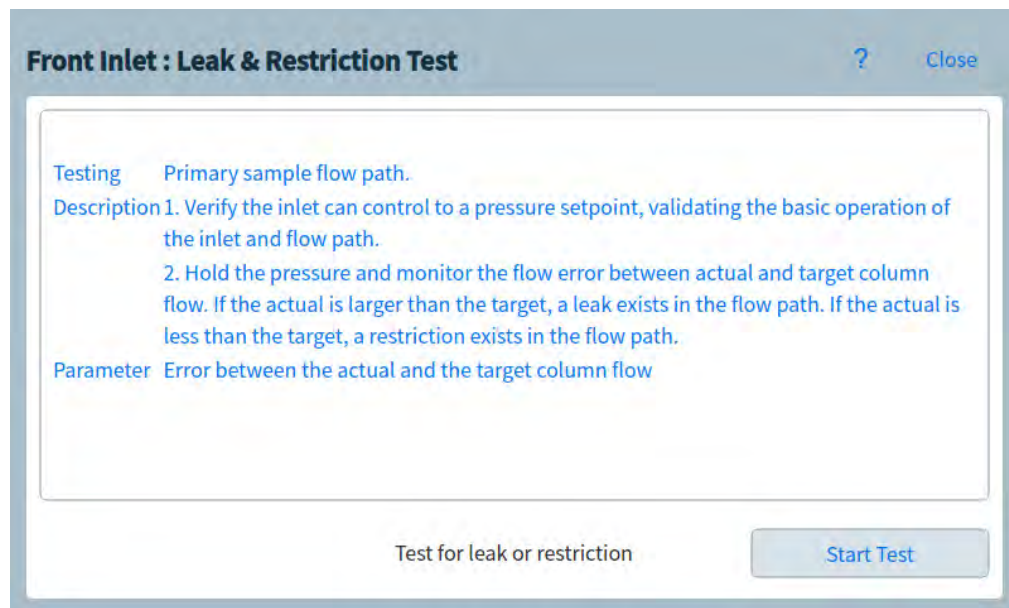 Front Inlet : Leak & Restriction Test ? Close
Testing Primary sample flow path.
Description 1. Verify the inlet can control to a pressure setpoint, validating the basic operation of
the inlet and flow path.
2. Hold the pressure and monitor the flow error between actual and target column
flow. If the actual is larger than the target, a leak exists in the flow path. If the actual is
less than the target, a restriction exists in the flow path.
Parameter Error between the actual and the target column flow
Test for leak or restriction Start Test